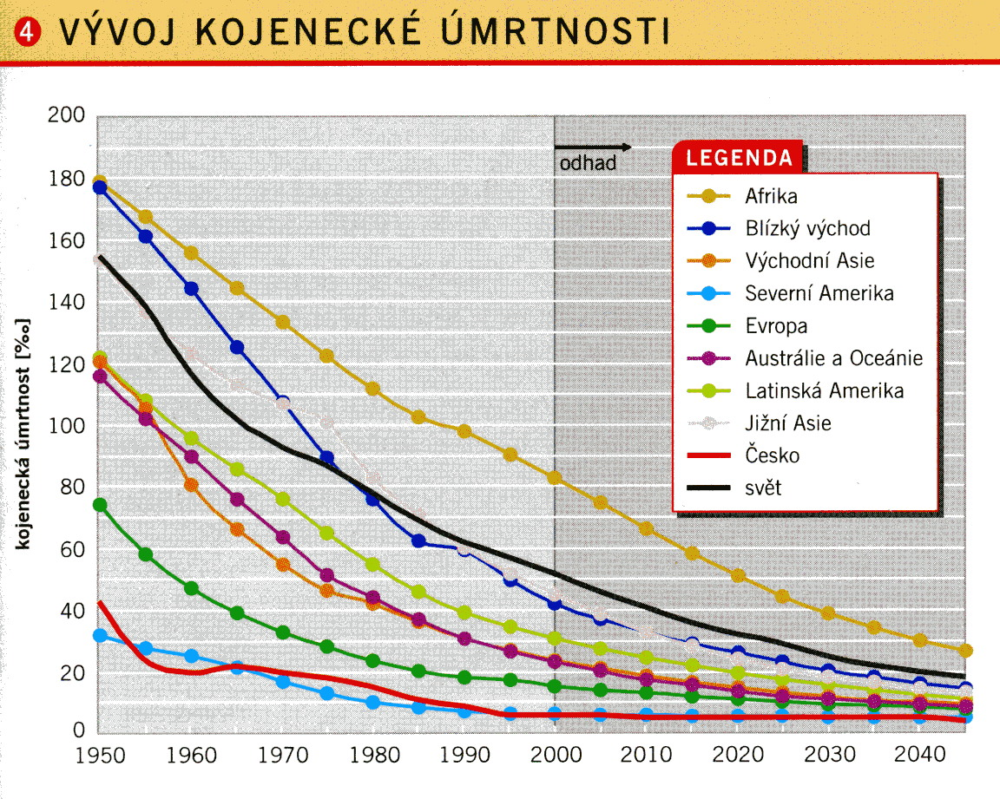 4 VÝVOJ KOJENECKÉ ÚMRTNOSTI
kojenecká úmrtnost [‰]
200
180
160
140
120
100
80
60
40
20
0
odhad
LEGENDA
Afrika
Blízký východ
Východní Asie
Severní Amerika
Evropa
Austrálie a Oceánie
Latinská Amerika
Jižní Asie
Česko
svět
1950 1960 1970 1980 1990 2000 2010 2020 2030 2040